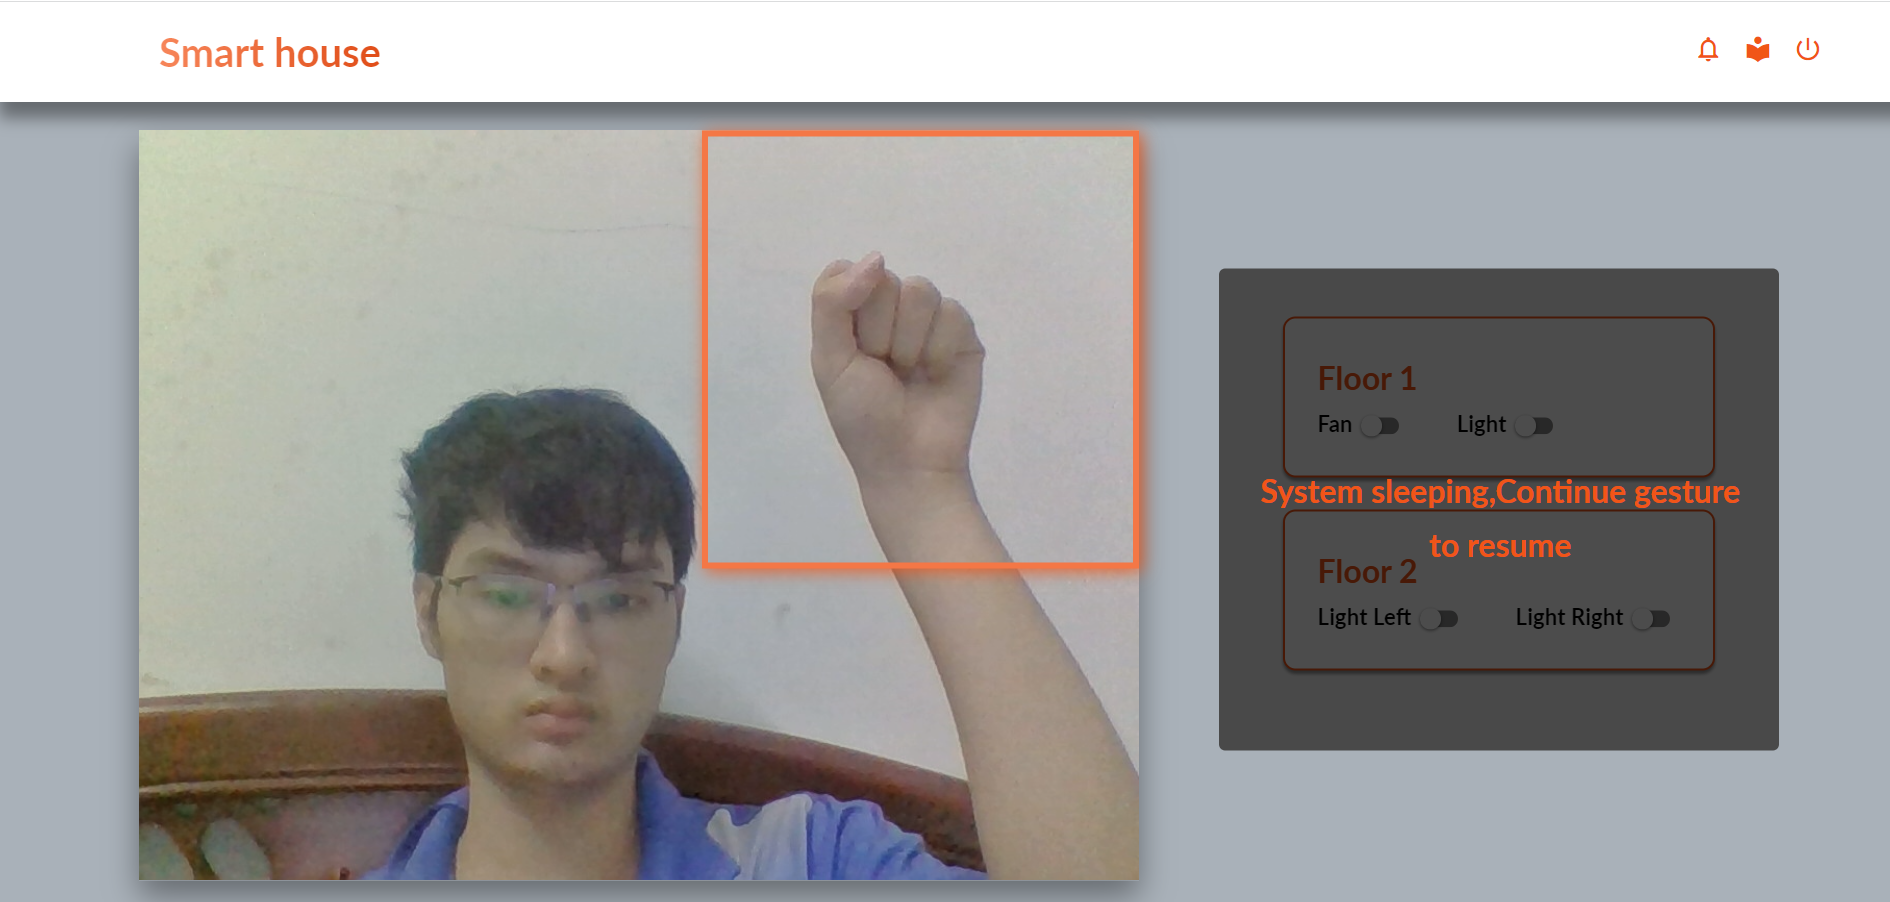 Smart house
Floor 1
Fan
Light
System sleeping,Continue gesture
to resume
Floor 2
Light Left
Light Right